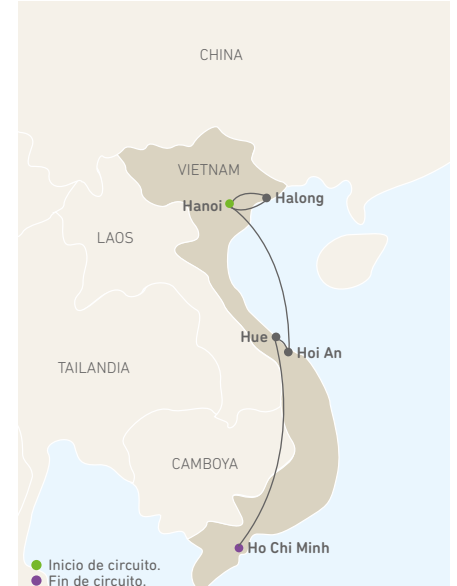 CHINA
VIETNAM
Hanoi
Halong
LAOS
Hue
Hoi An
TAILANDIA
CAMBOYA
Ho Chi Minh
Inicio de circuito.
Fin de circuito.